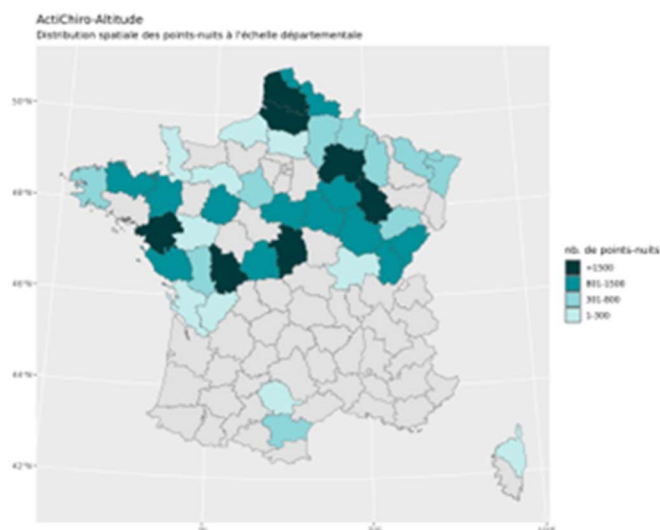 ActiChiro-Altitude
Distribution spatiale des points-nuits à l'échelle départementale
50°N
48°N
46°N
44°N
42°N
nb. de points-nuits
>1500
801-1500
301-800
1-300